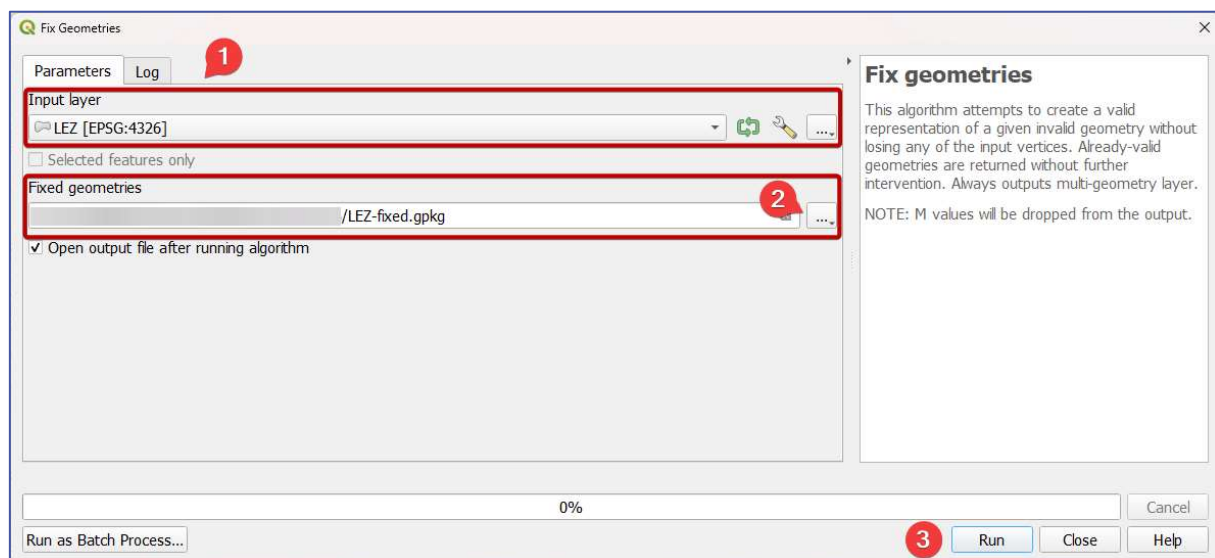 Fix Geometries
1
Parameters Log
Input layer
LEZ [EPSG:4326]
...
Selected features only
Fixed geometries
/LEZ-fixed.gpkg
2
...
Open output file after running algorithm
Fix geometries
This algorithm attempts to create a valid
representation of a given invalid geometry without
losing any of the input vertices. Already-valid
geometries are returned without further
intervention. Always outputs multi-geometry layer.
NOTE: M values will be dropped from the output.
0%
Cancel
Run as Batch Process...
3
Run
Close
Help